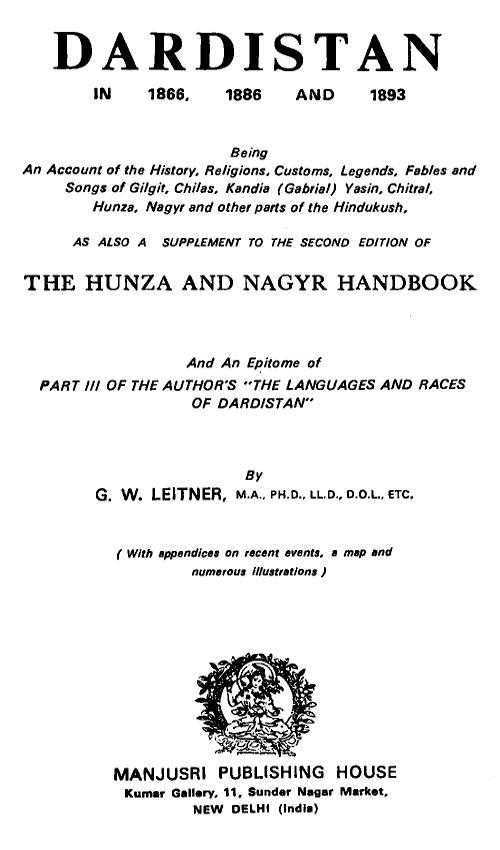 DARDISTAN
IN 1866, 1886 AND 1893
Being
An Account of the History, Religions, Customs, Legends, Fables and
Songs of Gilgit, Chilas, Kandia (Gabrial) Yasin, Chitral,
Hunza, Nagyr and other parts of the Hindukush,
AS ALSO A SUPPLEMENT TO THE SECOND EDITION OF
THE HUNZA AND NAGYR HANDBOOK
And An Epitome of
PART III OF THE AUTHOR'S "THE LANGUAGES AND RACES
OF DARDISTAN"
By
G. W. LEITNER, M.A., PH.D., LL.D., D.O.L., ETC.
( With appendices on recent events, a map and
numerous illustrations )
MANJUSRI PUBLISHING HOUSE
Kumar Gallery, 11, Sunder Nagar Market,
NEW DELHI (India)